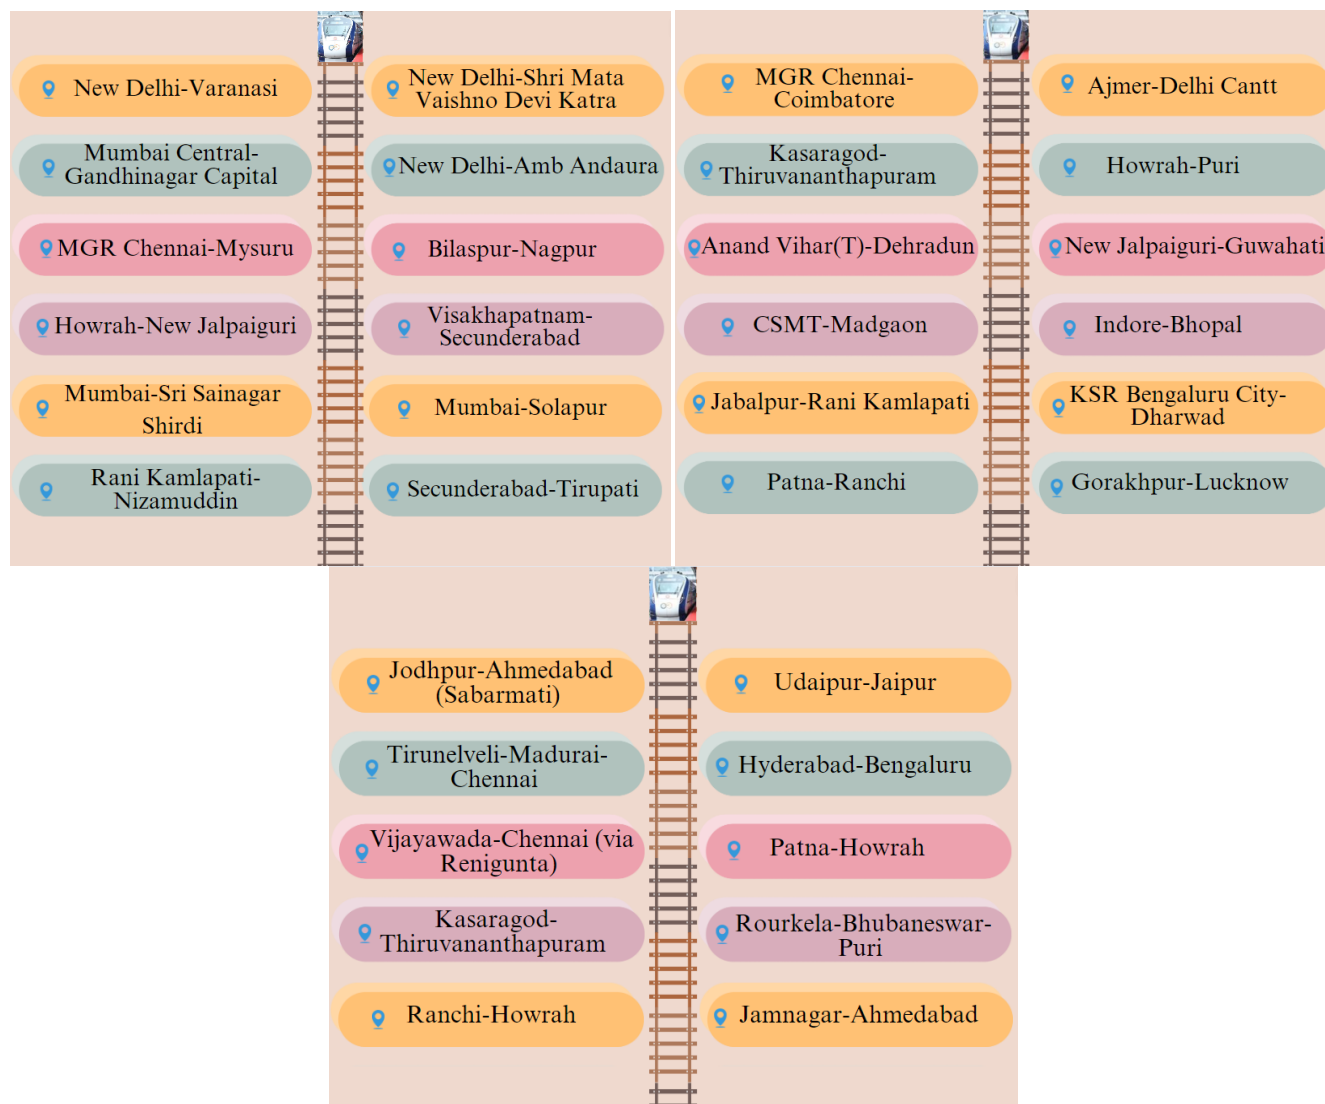 New Delhi-Varanasi
New Delhi-Shri Mata
Vaishno Devi Katra
Mumbai Central-
Gandhinagar Capital
New Delhi-Amb Andaura
MGR Chennai-Mysuru
Bilaspur-Nagpur
Howrah-New Jalpaiguri
Visakhapatnam-
Secunderabad
Mumbai-Sri Sainagar
Shirdi
Mumbai-Solapur
Rani Kamlapati-
Nizamuddin
Secunderabad-Tirupati
MGR Chennai-
Coimbatore
Ajmer-Delhi Cantt
Kasaragod-
Thiruvananthapuram
Howrah-Puri
Anand Vihar(T)-Dehradun
New Jalpaiguri-Guwahati
CSMT-Madgaon
Indore-Bhopal
Jabalpur-Rani Kamlapati
KSR Bengaluru City-
Dharwad
Patna-Ranchi
Gorakhpur-Lucknow
Jodhpur-Ahmedabad
(Sabarmati)
Udaipur-Jaipur
Tirunelveli-Madurai-
Chennai
Hyderabad-Bengaluru
Vijayawada-Chennai (via
Renigunta)
Patna-Howrah
Kasaragod-
Thiruvananthapuram
Rourkela-Bhubaneswar-
Puri
Ranchi-Howrah
Jamnagar-Ahmedabad